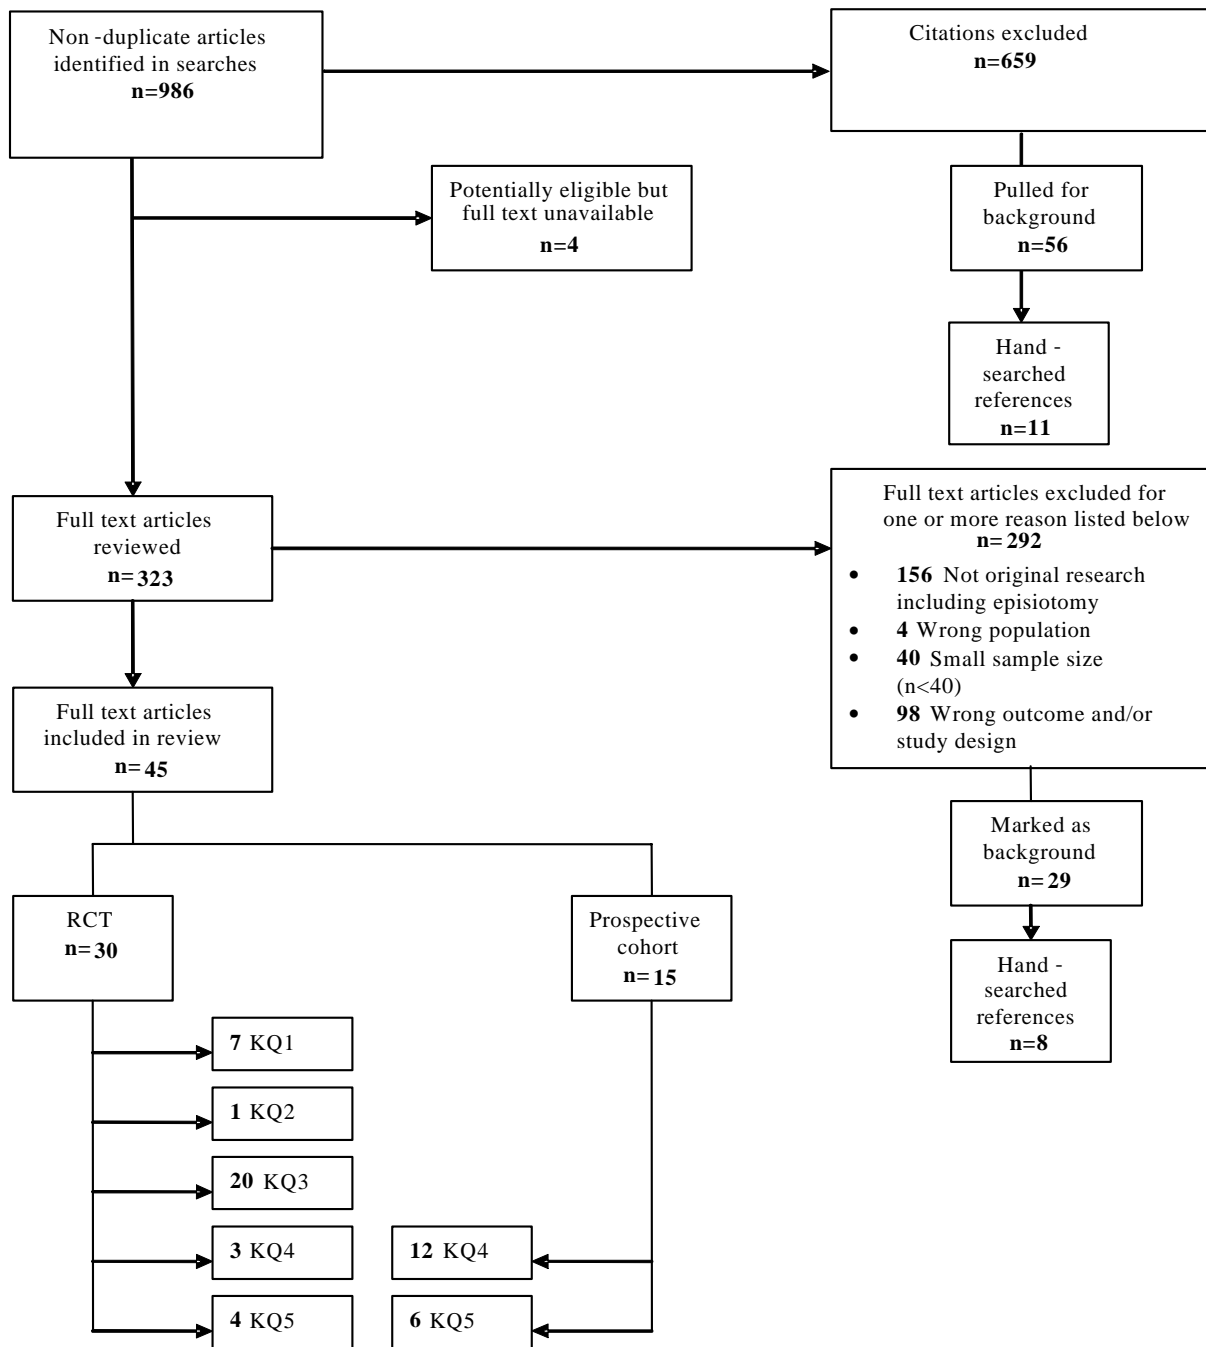 Non -duplicate articles
identified in searches
n=986
Citations excluded
n=659
Potentially eligible but
full text unavailable
n=4
Pulled for
background
n=56
Hand -
searched
references
n=11
Full text articles
reviewed
n=323
Full text articles excluded for
one or more reason listed below
n=292
• 156 Not original research
including episiotomy
• 4 Wrong population
• 40 Small sample size
(n<40)
• 98 Wrong outcome and/or
study design
Full text articles
included in review
n=45
Marked as
background
n=29
Hand -
searched
references
n=8
RCT
n=30
Prospective
cohort
n=15
7 KQ1
1 KQ2
20 KQ3
3 KQ4
12 KQ4
4 KQ5
6 KQ5